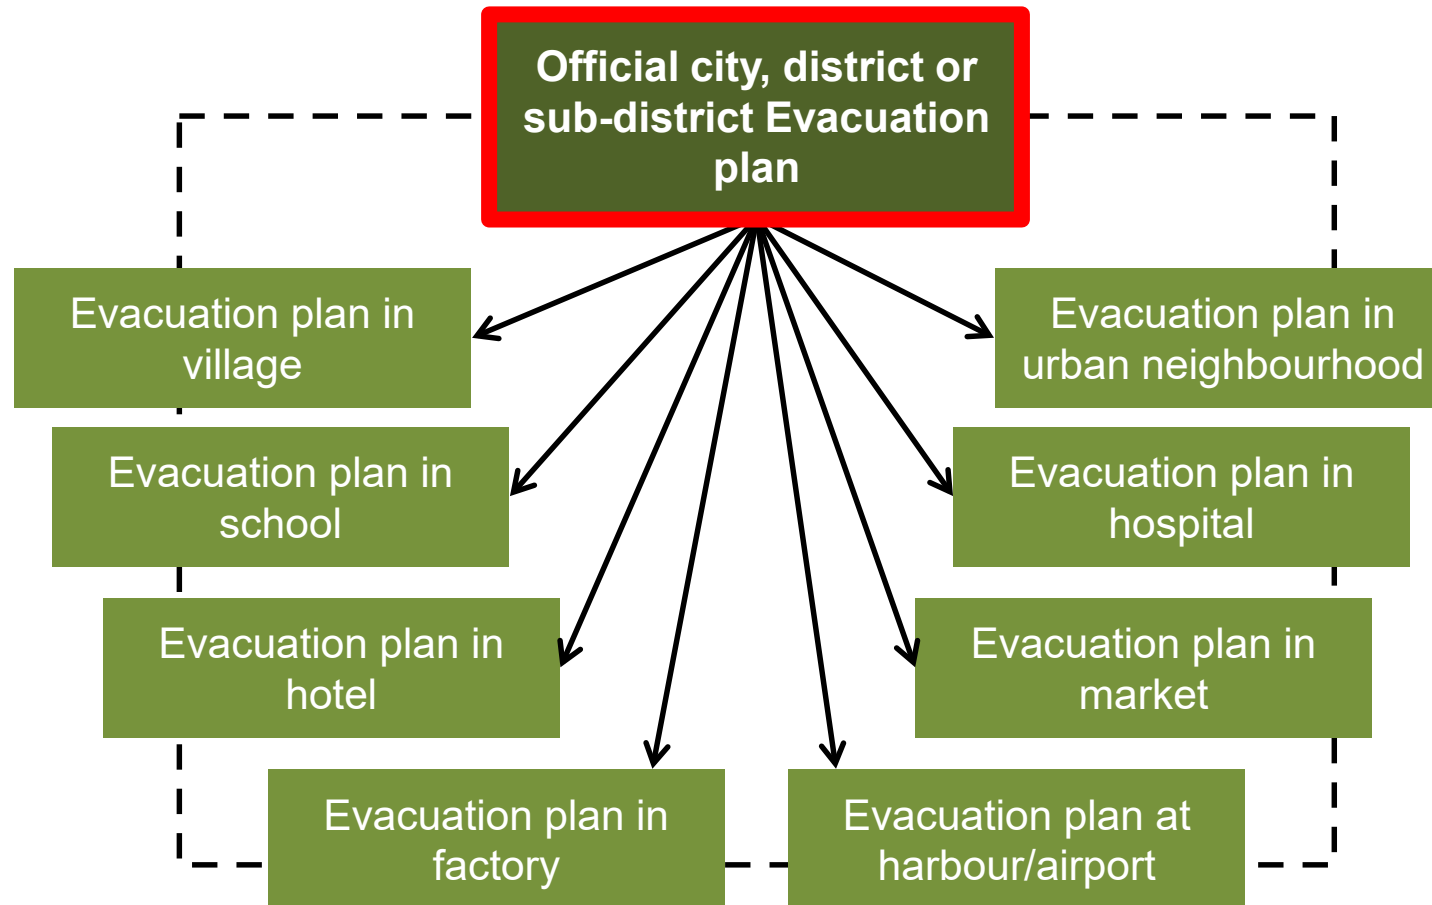 Official city, district or
sub-district Evacuation
plan
Evacuation plan in
village
Evacuation plan in
urban neighbourhood
Evacuation plan in
school
Evacuation plan in
hospital
Evacuation plan in
hotel
Evacuation plan in
market
Evacuation plan in
factory
Evacuation plan at
harbour/airport